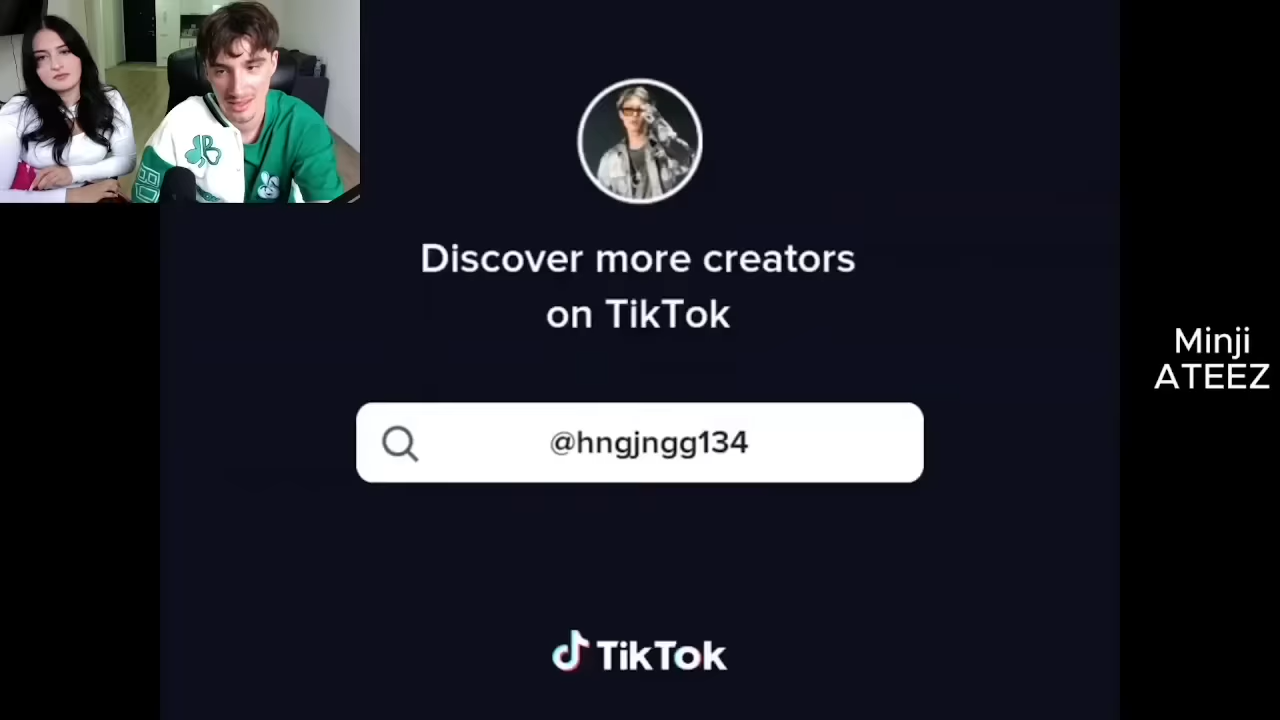 Discover more creators
on TikTok
@hngjngg134
TikTok
Minji
ATEEZ